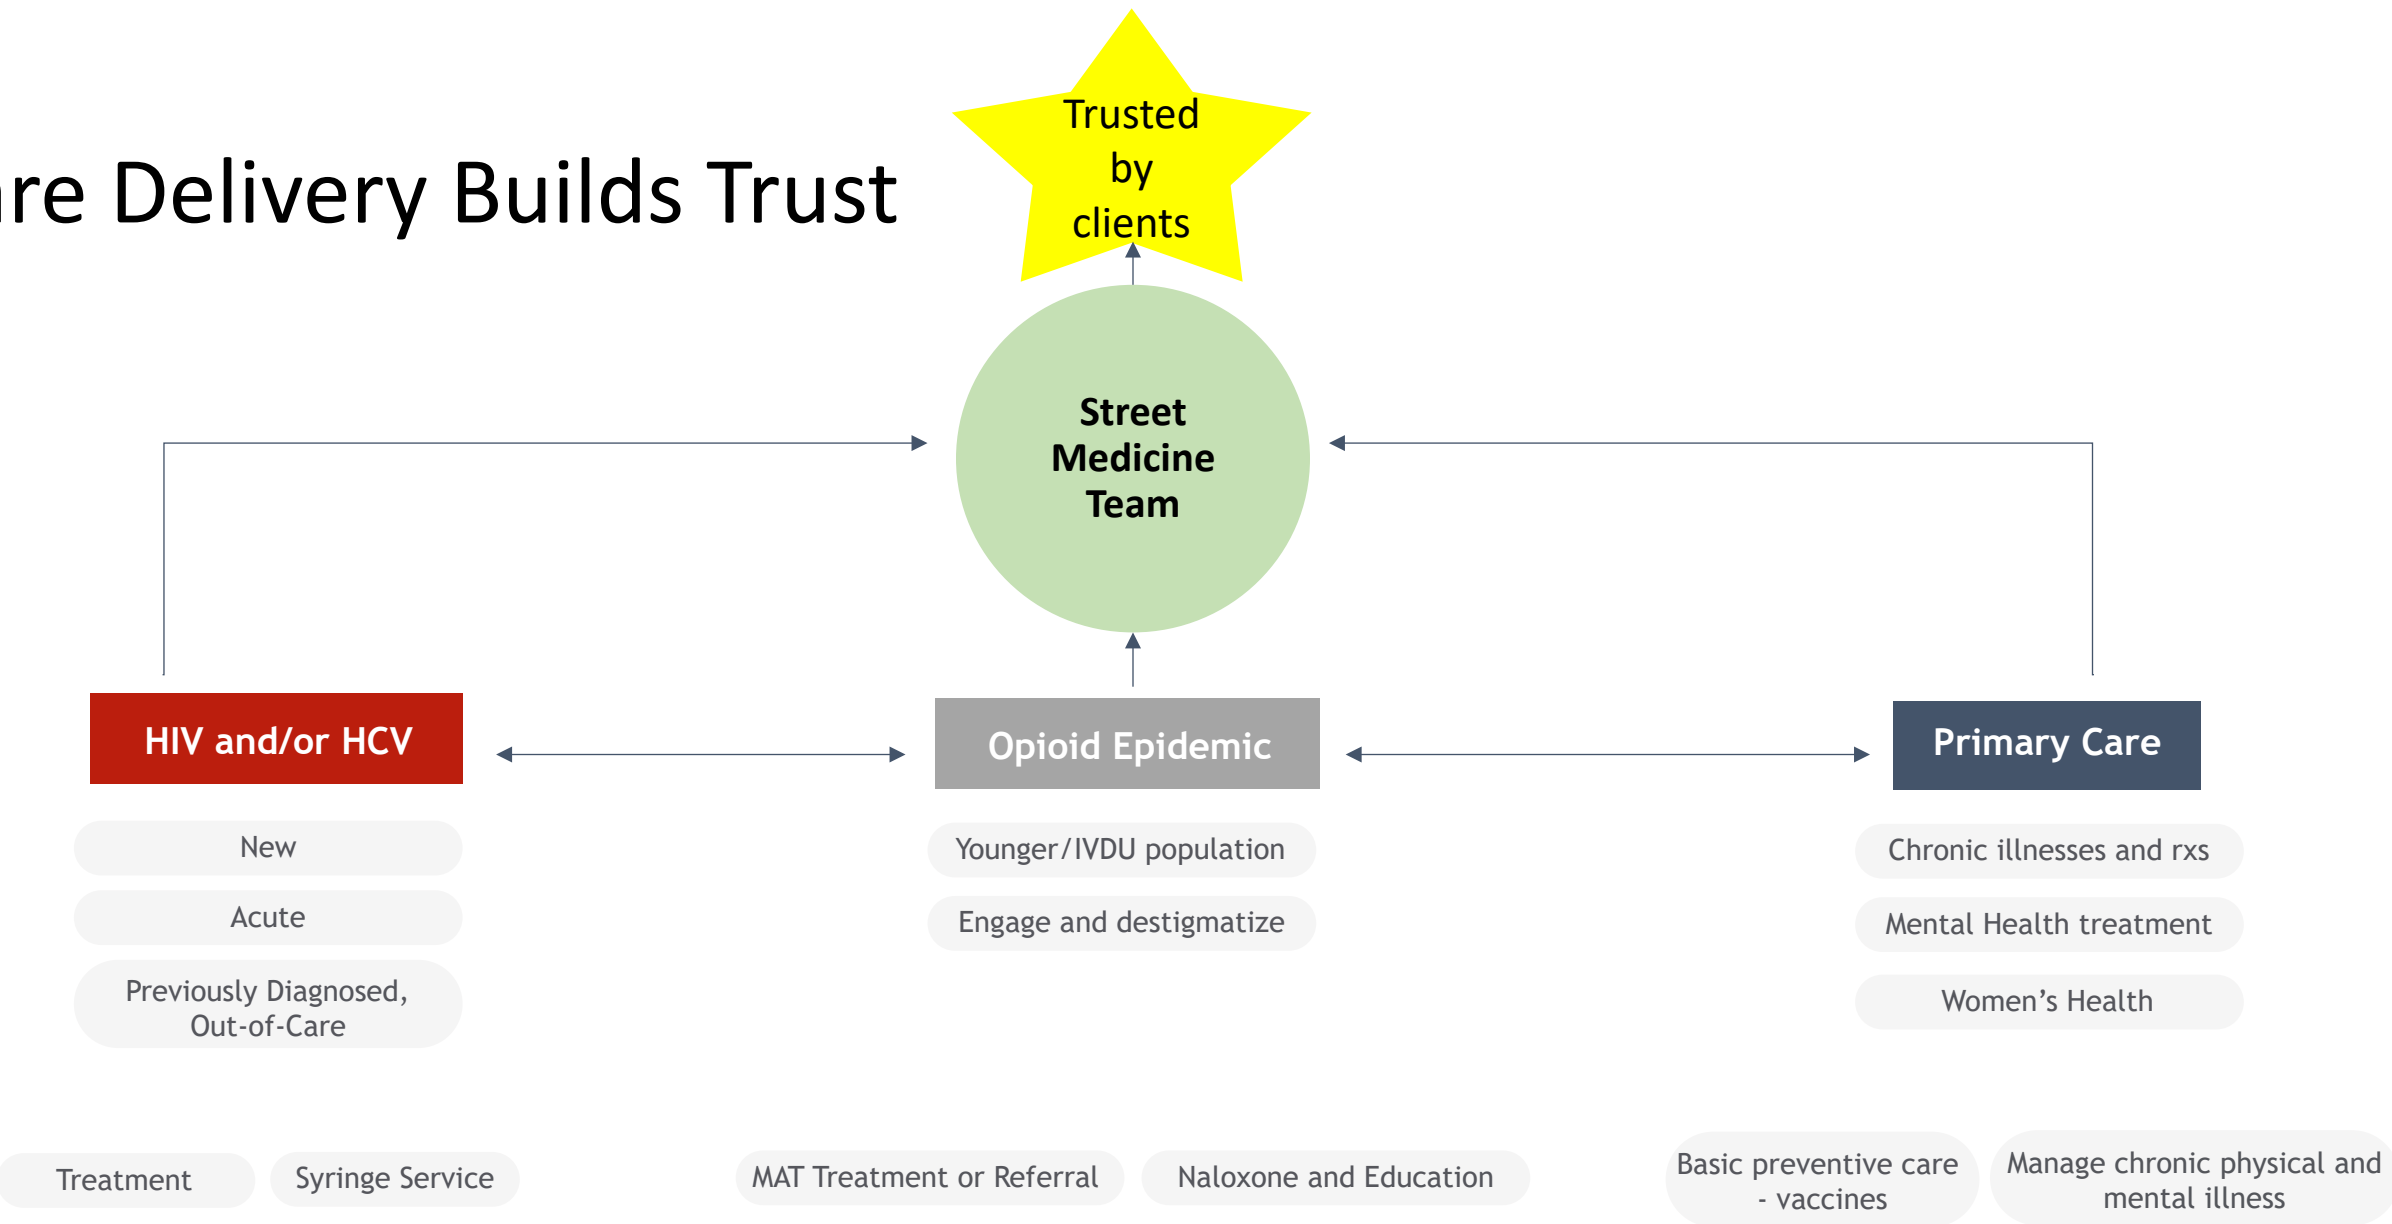 Trusted
by
clients
re Delivery Builds Trust
Street
Medicine
Team
HIV and/or HCV
Opioid Epidemic
Primary Care
New
Acute
Previously Diagnosed,
Out-of-Care
Younger/IVDU population
Engage and destigmatize
Chronic illnesses and rxs
Mental Health treatment
Women's Health
Treatment
Syringe Service
MAT Treatment or Referral
Naloxone and Education
Basic preventive care
- vaccines
Manage chronic physical and
mental illness